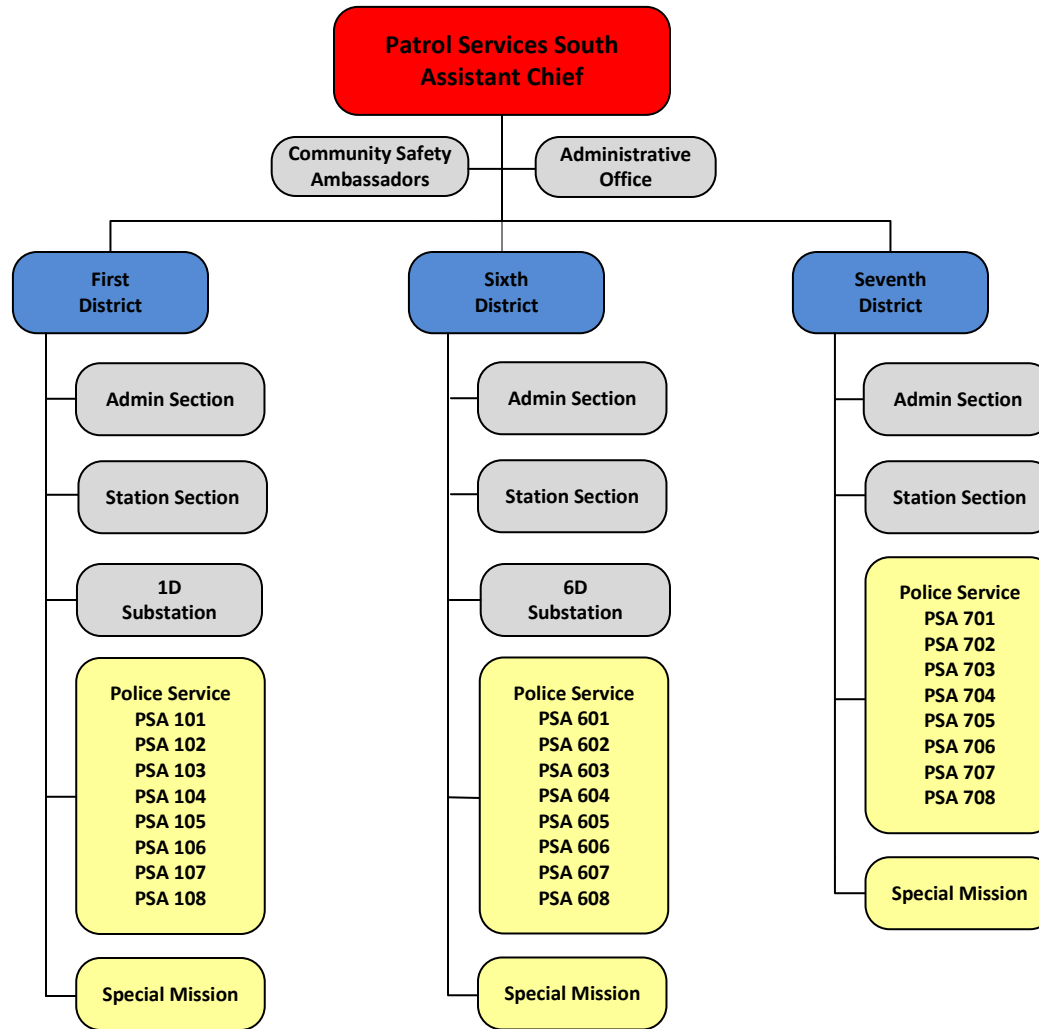 Patrol Services South
Assistant Chief
Community Safety
Ambassadors
Administrative
Office
First
District
Admin Section
Station Section
1D
Substation
Police Service
PSA 101
PSA 102
PSA 103
PSA 104
PSA 105
PSA 106
PSA 107
PSA 108
Special Mission
Sixth
District
Admin Section
Station Section
6D
Substation
Police Service
PSA 601
PSA 602
PSA 603
PSA 604
PSA 605
PSA 606
PSA 607
PSA 608
Special Mission
Seventh
District
Admin Section
Station Section
Police Service
PSA 701
PSA 702
PSA 703
PSA 704
PSA 705
PSA 706
PSA 707
PSA 708
Special Mission